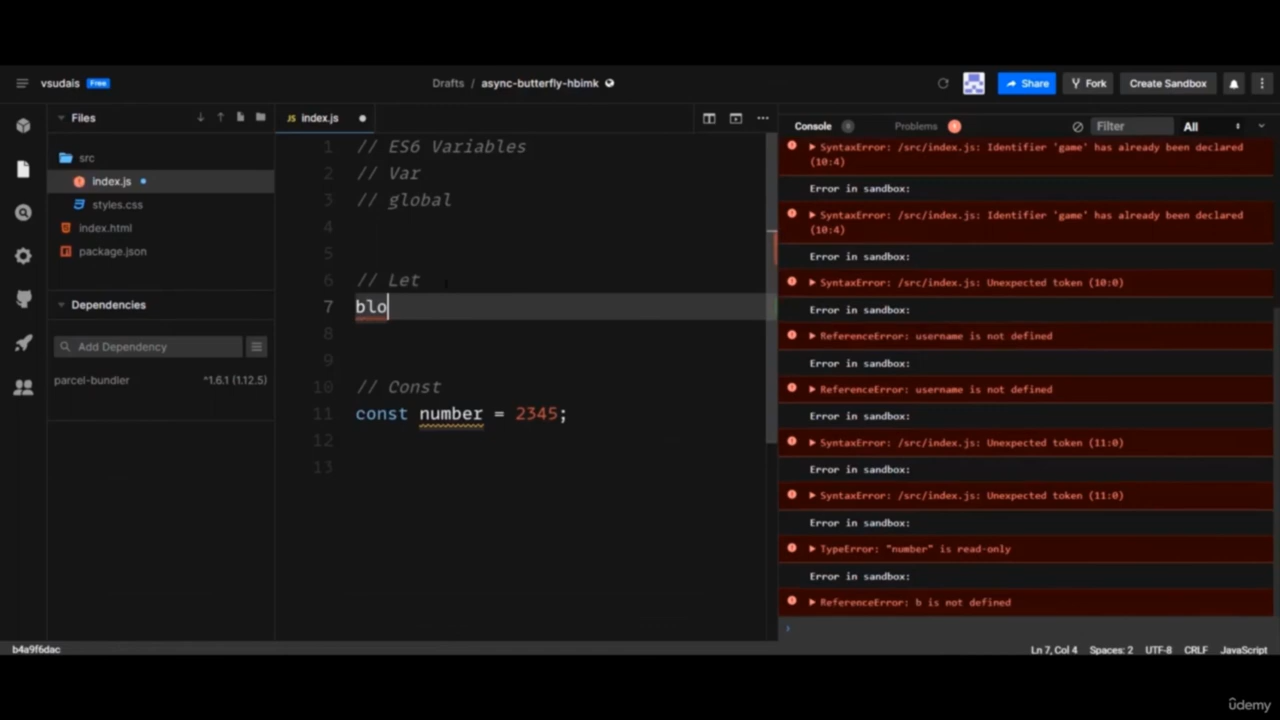 vsudais Free
Drafts / async-butterfly-hbimk
Share
Fork
Create Sandbox
Files
src
index.js
styles.css
index.html
package.json
Dependencies
Add Dependency
parcel-bundler ^1.6.1 (1.12.5)
JS index.js
1 // ES6 Variables
2 // Var
3 // global
4
5
6 // Let
7 blo
8
9
10 // Const
11 const number = 2345;
12
13
Console 0 Problems Filter All
SyntaxError: /src/index.js: Identifier 'game' has already been declared
(10:4)
Error in sandbox:
SyntaxError: /src/index.js: Identifier 'game' has already been declared
(10:4)
Error in sandbox:
SyntaxError: /src/index.js: Unexpected token (10:0)
Error in sandbox:
ReferenceError: username is not defined
Error in sandbox:
ReferenceError: username is not defined
Error in sandbox:
SyntaxError: /src/index.js: Unexpected token (11:0)
Error in sandbox:
SyntaxError: /src/index.js: Unexpected token (11:0)
Error in sandbox:
TypeError: "number" is read-only
Error in sandbox:
ReferenceError: b is not defined
b4a9f6dac
Ln 7, Col 4 Spaces: 2 UTF-8 CRLF JavaScript
ûdemy